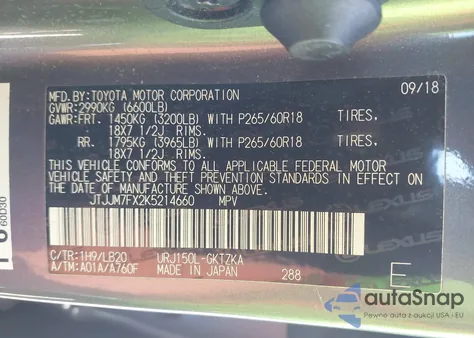 MFD.BY:TOYOTA MOTOR CORPORATION 09/18
GVWR:2990KG (6600LB)
GAWR:FRT. 1450KG (3200LB) WITH P265/60R18 TIRES,
18X7 1/2J RIMS.
RR. 1795KG (3965LB) WITH P265/60R18 TIRES,
18X7 1/2J RIMS.
THIS VEHICLE CONFORMS TO ALL APPLICABLE FEDERAL MOTOR
VEHICLE SAFETY AND THEFT PREVENTION STANDARDS IN EFFECT ON
THE DATE OF MANUFACTURE SHOWN ABOVE.
JTJJM7FX2K5214660 MPV
C/TR:1H9/LB20 URJ150L-GKTZKA
A/TM:A01A/A760F MADE IN JAPAN 288 E
60D30
LEXUS
autoSnap
Pewne auta z aukcji USA i EU